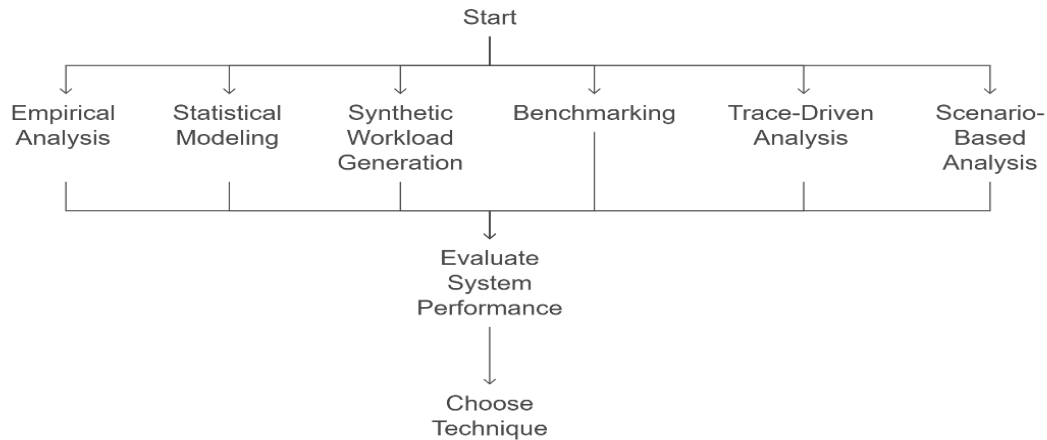 Start
Empirical
Analysis
Statistical
Modeling
Synthetic
Workload
Generation
Benchmarking
Trace-Driven
Analysis
Scenario-
Based
Analysis
Evaluate
System
Performance
Choose
Technique